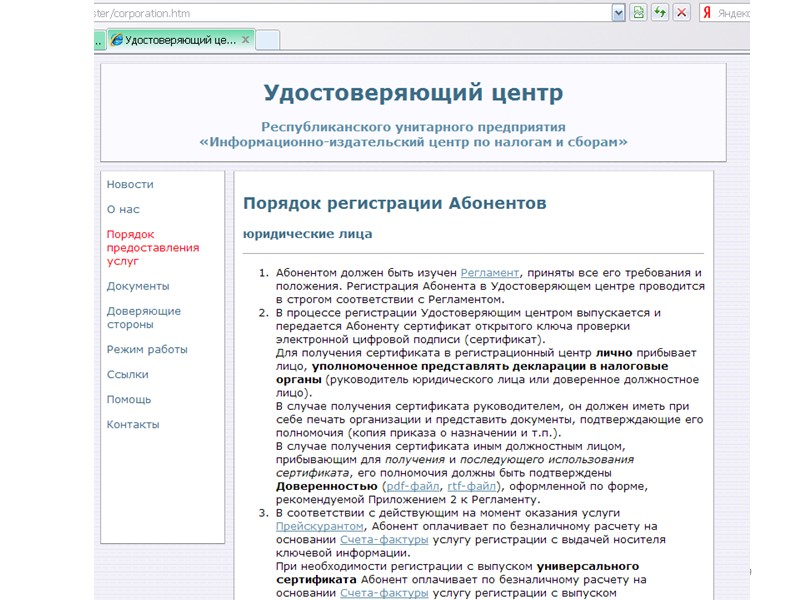 ster/corporation.htm
Я Яндекс
.. Удостоверяющий це...
Удостоверяющий центр
Республиканского унитарного предприятия
«Информационно-издательский центр по налогам и сборам»
Новости
О нас
Порядок
предоставления
услуг
Документы
Доверяющие
стороны
Режим работы
Ссылки
Помощь
Контакты
Порядок регистрации Абонентов
юридические лица
1. Абонентом должен быть изучен Регламент, приняты все его требования и
положения. Регистрация Абонента в Удостоверяющем центре проводится
в строгом соответствии с Регламентом.
2. В процессе регистрации Удостоверяющим центром выпускается и
передается Абоненту сертификат открытого ключа проверки
электронной цифровой подписи (сертификат).
Для получения сертификата в регистрационный центр лично прибывает
лицо, уполномоченное представлять декларации в налоговые
органы (руководитель юридического лица или доверенное должностное
лицо).
В случае получения сертификата руководителем, он должен иметь при
себе печать организации и представить документы, подтверждающие его
полномочия (копия приказа о назначении и т.п.).
В случае получения сертификата иным должностным лицом,
прибывающим для получения и последующего использования
сертификата, его полномочия должны быть подтверждены
Доверенностью (pdf-файл, rtf-файл), оформленной по форме,
рекомендуемой Приложением 2 к Регламенту.
3. В соответствии с действующим на момент оказания услуги
Прейскурантом, Абонент оплачивает по безналичному расчету на
основании Счета-фактуры услугу регистрации с выдачей носителя
ключевой информации.
При необходимости регистрации с выпуском универсального
сертификата Абонент оплачивает по безналичному расчету на
основании Счета-фактуры услугу регистрации с выпуском